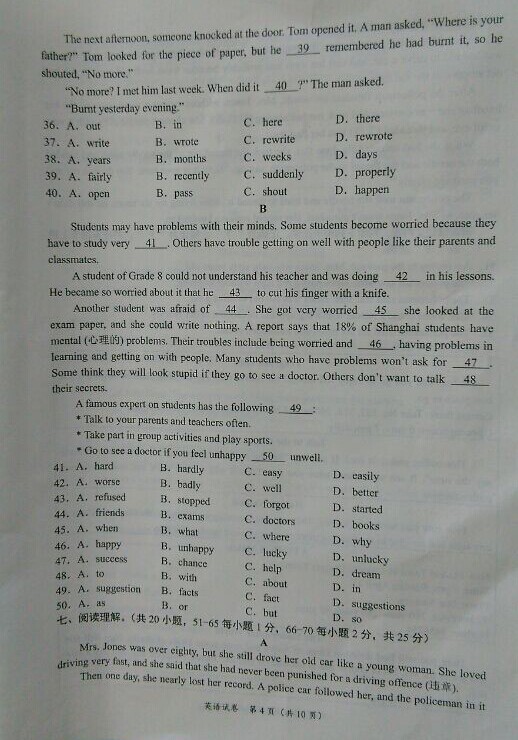 The next afternoon, someone knocked at the door. Tom opened it. A man asked, "Where is your
father?" Tom looked for the piece of paper, but he 39 remembered he had burnt it, so he
shouted, "No more."
"No more? I met him last week. When did it 40 ?" The man asked.
"Burnt yesterday evening."
36. A. out B. in C. here D. there
37. A. write B. wrote C. rewrite D. rewrote
38. A. years B. months C. weeks D. days
39. A. fairly B. recently C. suddenly D. properly
40. A. open B. pass C. shout D. happen
B
Students may have problems with their minds. Some students become worried because they
have to study very 41 . Others have trouble getting on well with people like their parents and
classmates.
A student of Grade 8 could not understand his teacher and was doing 42 in his lessons.
He became so worried about it that he 43 to cut his finger with a knife.
Another student was afraid of 44 . She got very worried 45 she looked at the
exam paper, and she could write nothing. A report says that 18% of Shanghai students have
mental (心理的) problems. Their troubles include being worried and 46 , having problems in
learning and getting on with people. Many students who have problems won't ask for 47 .
Some think they will look stupid if they go to see a doctor. Others don't want to talk 48
their secrets.
A famous expert on students has the following 49 :
* Talk to your parents and teachers often.
* Take part in group activities and play sports.
* Go to see a doctor if you feel unhappy 50 unwell.
41. A. hard B. hardly C. easy D. easily
42. A. worse B. badly C. well D. better
43. A. refused B. stopped C. forgot D. started
44. A. friends B. exams C. doctors D. books
45. A. when B. what C. where D. why
46. A. happy B. unhappy C. lucky D. unlucky
47. A. success B. chance C. help D. dream
48. A. to B. with C. about D. in
49. A. suggestion B. facts C. fact D. suggestions
50. A. as B. or C. but D. so
七、阅读理解。(共 20 小题，51-65 每小题 1 分，66-70 每小题 2 分，共 25 分)
A
Mrs. Jones was over eighty, but she still drove her old car like a young woman. She loved
driving very fast, and she said that she had never been punished for a driving offence (违章).
Then one day, she nearly lost her record. A police car followed her, and the policeman in it
英语试卷 第 4 页 (共 10 页)